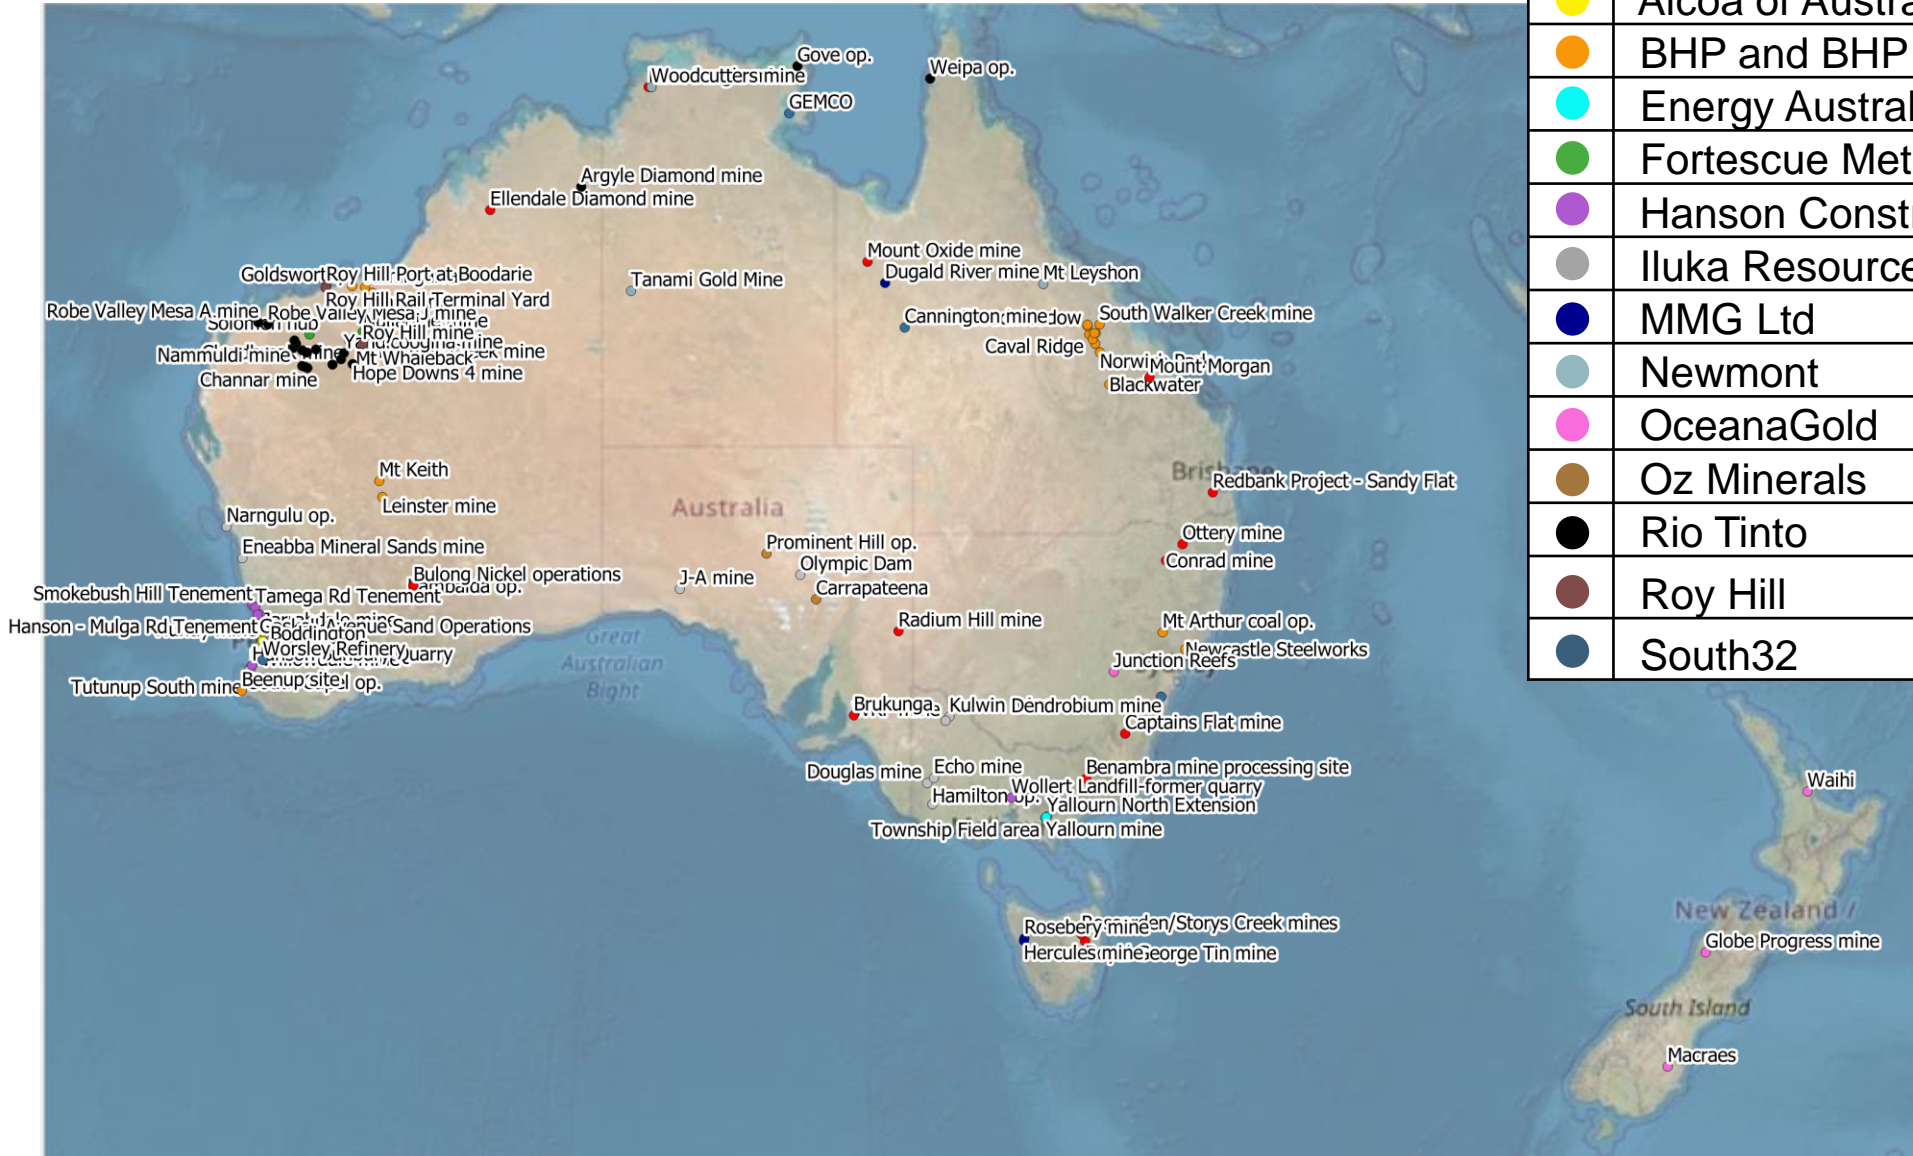 Alcoa of Austra
BHP and BHP
Energy Austral
Fortescue Met
Hanson Constr
Iluka Resource
MMG Ltd
Newmont
OceanaGold
Oz Minerals
Rio Tinto
Roy Hill
South32
Gove op.
Weipa op.
Woodcutters mine
GEMCO
Argyle Diamond mine
Ellendale Diamond mine
Mount Oxide mine
Dugald River mine
Mt Leyshon
Tanami Gold Mine
Goldswort
Roy Hill Port at Boodarie
Roy Hill Rail Terminal Yard
Robe Valley Mesa A mine
Robe Valley Mesa J mine
Roy Hill mine
Nammuldi mine
Mt Whaleback
Channar mine
Hope Downs 4 mine
Cannington mine
South Walker Creek mine
Caval Ridge
Mount Morgan
Blackwater
Mt Keith
Leinster mine
Brisbane
Redbank Project - Sandy Flat
Australia
Narngulu op.
Eneabba Mineral Sands mine
Ottery mine
Conrad mine
Prominent Hill op.
Olympic Dam
J-A mine
Carrapateena
Bulong Nickel operations
Smokebush Hill Tenement
Tamega Rd Tenement
Hanson - Mulga Rd Tenement
Sand Operations
Boddington
Worsley Refinery
Quarry
Radium Hill mine
Mt Arthur coal op.
Newcastle Steelworks
Junction Reefs
Sydney
Great
Australian
Bight
Tutunup South mine
Beenup site
Brukunga
Kulwin
Dendrobium mine
Captains Flat mine
Douglas mine
Echo mine
Benambra mine processing site
Wollert Landfill-former quarry
Hamilton op.
Yallourn North Extension
Township Field area
Yallourn mine
Waihi
Rosebery mine
/Storys Creek mines
Hercules mine
George Tin mine
New Zealand /
Globe Progress mine
South Island
Macraes